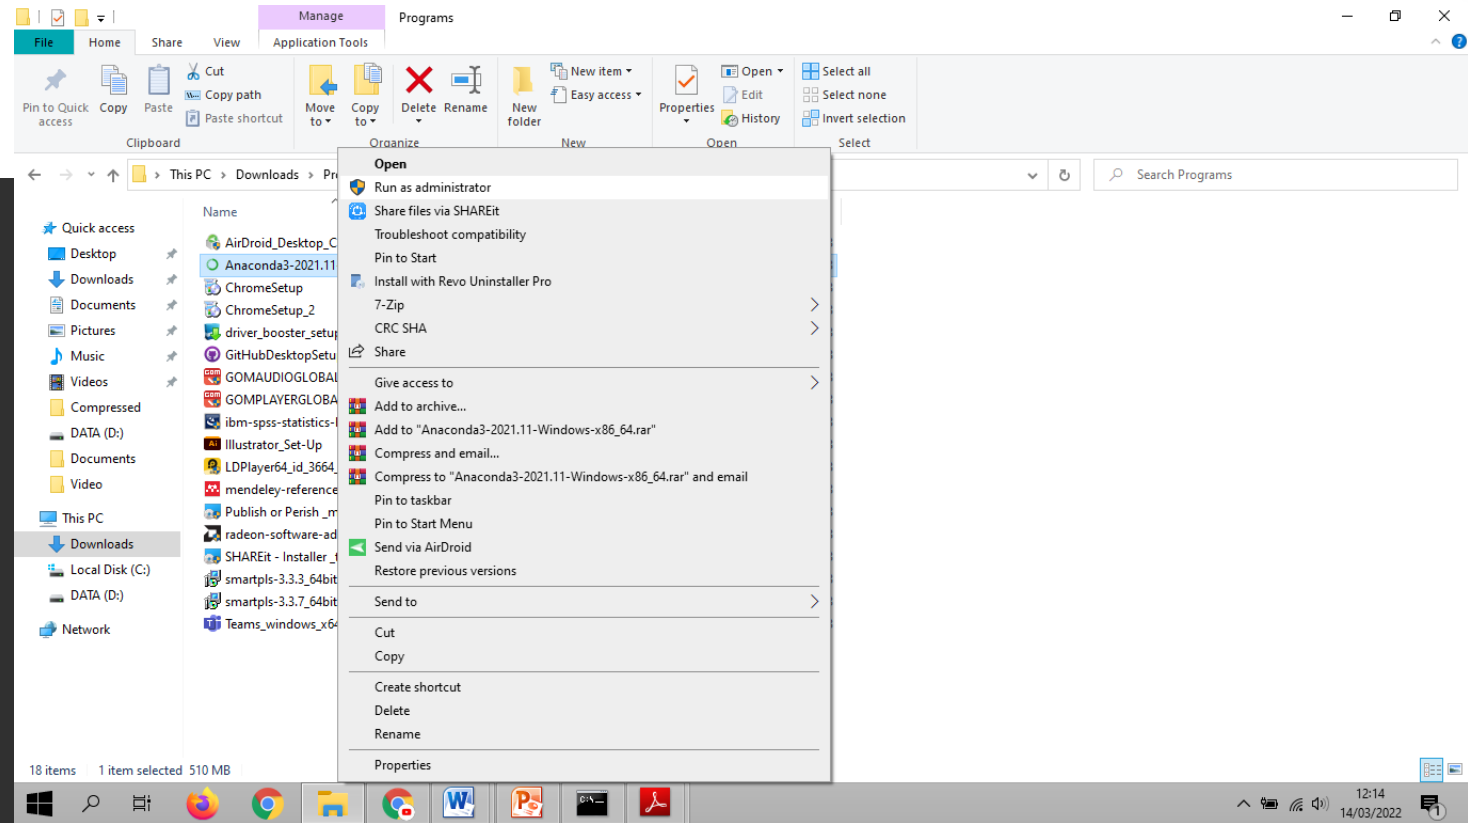 Manage
Programs
File
Home
Share
View
Application Tools
Pin to Quick access
Copy
Paste
Cut
Copy path
Paste shortcut
Clipboard
Move to
Copy to
Delete
Rename
Organize
New folder
New item
Easy access
New
Properties
Open
Edit
History
Open
Select all
Select none
Invert selection
Select
This PC > Downloads >
Search Programs
Quick access
Desktop
Downloads
Documents
Pictures
Music
Videos
Compressed
DATA (D:)
Documents
Video
This PC
Downloads
Local Disk (C:)
DATA (D:)
Network
Name
AirDroid_Desktop_C
Anaconda3-2021.11
ChromeSetup
ChromeSetup_2
driver_booster_setup
GitHubDesktopSetu
GOMAUDIOGLOBAL
GOMPLAYERGLOBA
ibm-spss-statistics-
Illustrator_Set-Up
LDPlayer64_id_3664_
mendeley-reference
Publish or Perish _m
radeon-software-ad
SHAREit - Installer _
smartpls-3.3.3_64bit
smartpls-3.3.7_64bit
Teams_windows_x64
Open
Run as administrator
Share files via SHAREit
Troubleshoot compatibility
Pin to Start
Install with Revo Uninstaller Pro
7-Zip
CRC SHA
Share
Give access to
Add to archive...
Add to "Anaconda3-2021.11-Windows-x86_64.rar"
Compress and email...
Compress to "Anaconda3-2021.11-Windows-x86_64.rar" and email
Pin to taskbar
Pin to Start Menu
Send via AirDroid
Restore previous versions
Send to
Cut
Copy
Create shortcut
Delete
Rename
Properties
18 items
1 item selected 510 MB
12:14
14/03/2022
1